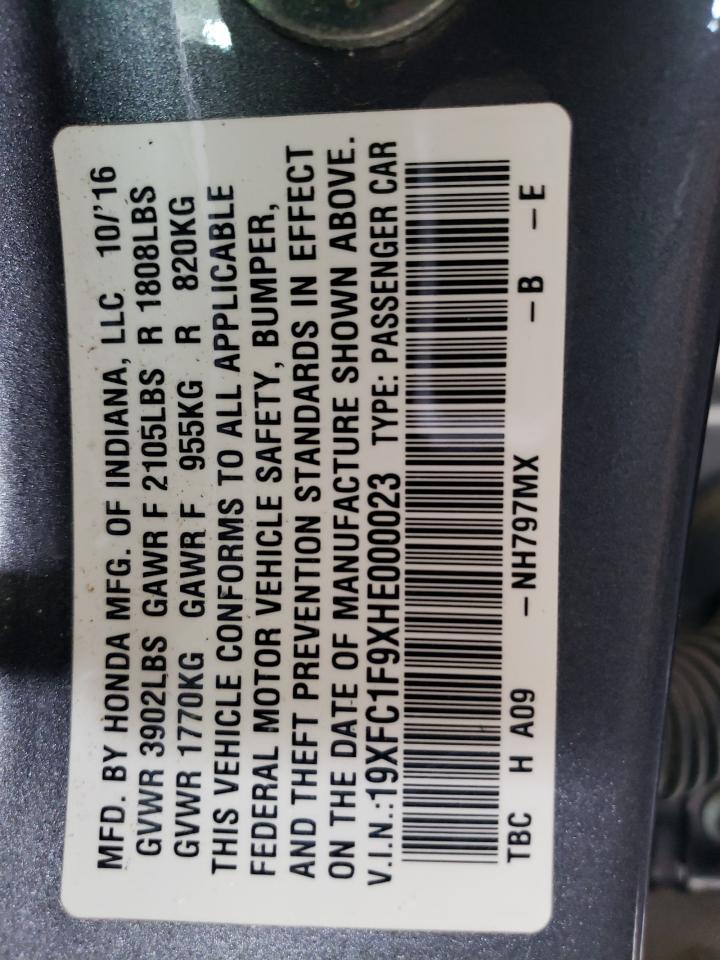 MFD. BY HONDA MFG. OF INDIANA, LLC 10/'16
GVWR 3902LBS GAWR F 2105LBS R 1808LBS
GVWR 1770KG GAWR F 955KG R 820KG
THIS VEHICLE CONFORMS TO ALL APPLICABLE
FEDERAL MOTOR VEHICLE SAFETY, BUMPER,
AND THEFT PREVENTION STANDARDS IN EFFECT
ON THE DATE OF MANUFACTURE SHOWN ABOVE.
V.I.N.:19XFC1F9XHE000023 TYPE: PASSENGER CAR
TBC H A09 –NH797MX –B –E